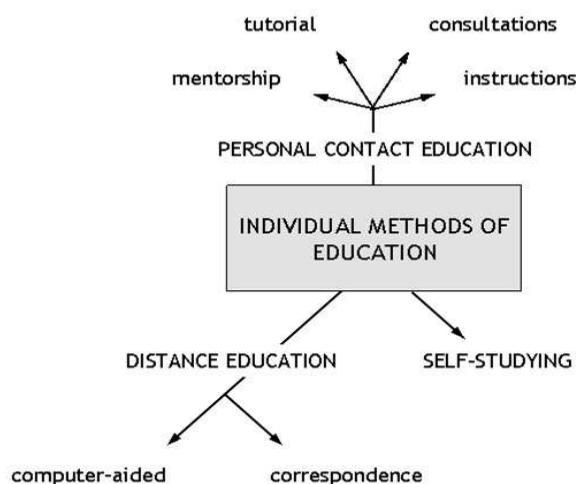 tutorial consultations
mentorship instructions
PERSONAL CONTACT EDUCATION
INDIVIDUAL METHODS OF
EDUCATION
DISTANCE EDUCATION SELF-STUDYING
computer-aided correspondence